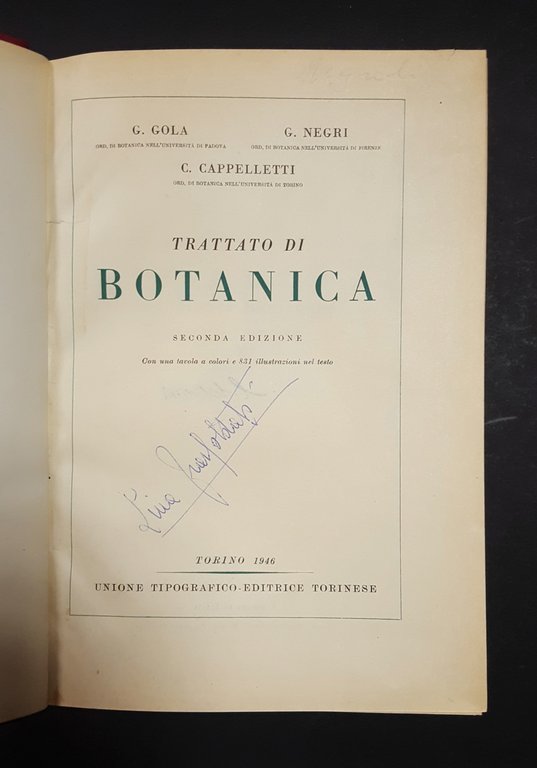 G. GOLA
ORD. DI BOTANICA NELL'UNIVERSITÀ DI PADOVA
G. NEGRI
ORD. DI BOTANICA NELL'UNIVERSITÀ DI FIRENZE
C. CAPPELLETTI
ORD. DI BOTANICA NELL'UNIVERSITÀ DI TORINO
TRATTATO DI
BOTANICA
SECONDA EDIZIONE
Con una tavola a colori e 831 illustrazioni nel testo
Lina
TORINO 1946
UNIONE TIPOGRAFICO-EDITRICE TORINESE